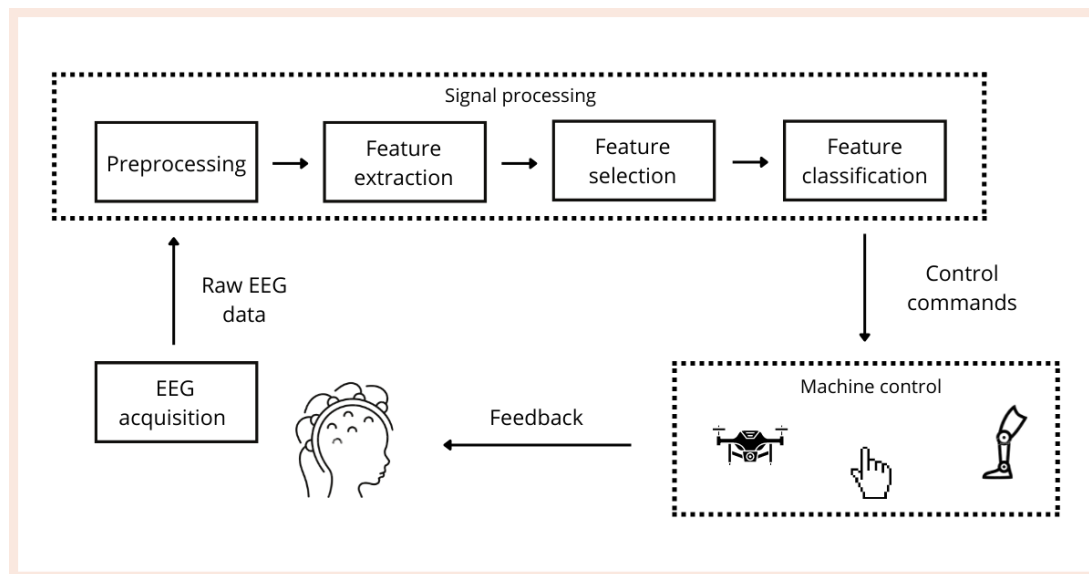 Signal processing
Preprocessing
Feature
extraction
Feature
selection
Feature
classification
Raw EEG
data
Control
commands
EEG
acquisition
Feedback
Machine control